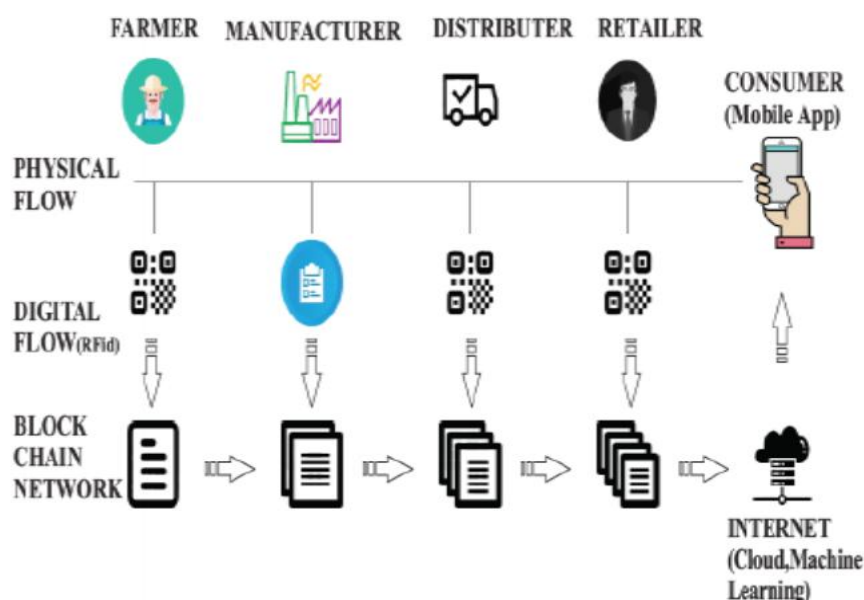 FARMER
MANUFACTURER
DISTRIBUTER
RETAILER
CONSUMER
(Mobile App)
PHYSICAL
FLOW
DIGITAL
FLOW(RFid)
BLOCK
CHAIN
NETWORK
INTERNET
(Cloud,Machine
Learning)